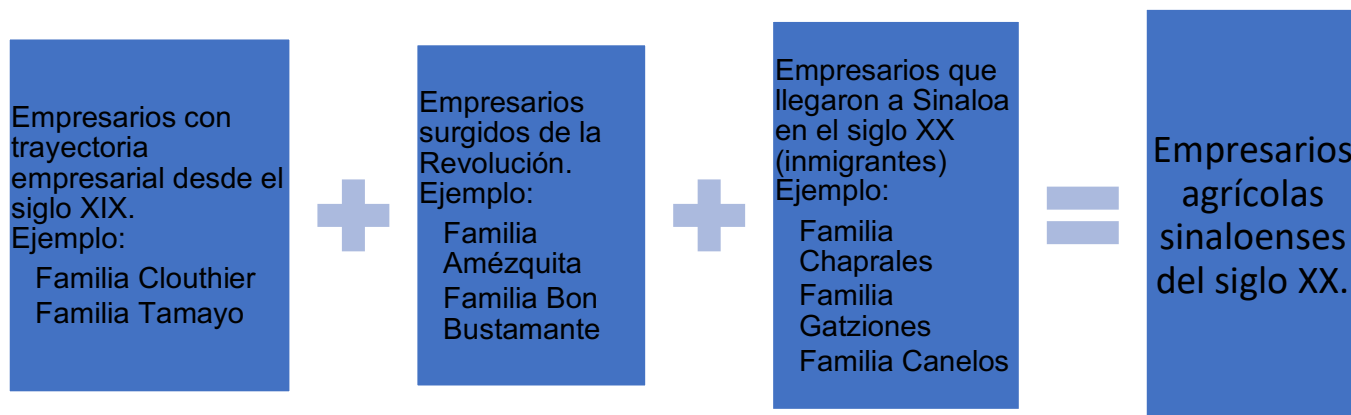 Empresarios con
trayectoria
empresarial desde el
siglo XIX.
Ejemplo:
Familia Clouthier
Familia Tamayo
Empresarios
surgidos de la
Revolución.
Ejemplo:
Familia
Amézquita
Familia Bon
Bustamante
Empresarios que
llegaron a Sinaloa
en el siglo XX
(inmigrantes)
Ejemplo:
Familia
Chaprales
Familia
Gatziones
Familia Canelos
Empresarios
agrícolas
sinaloenses
del siglo XX.